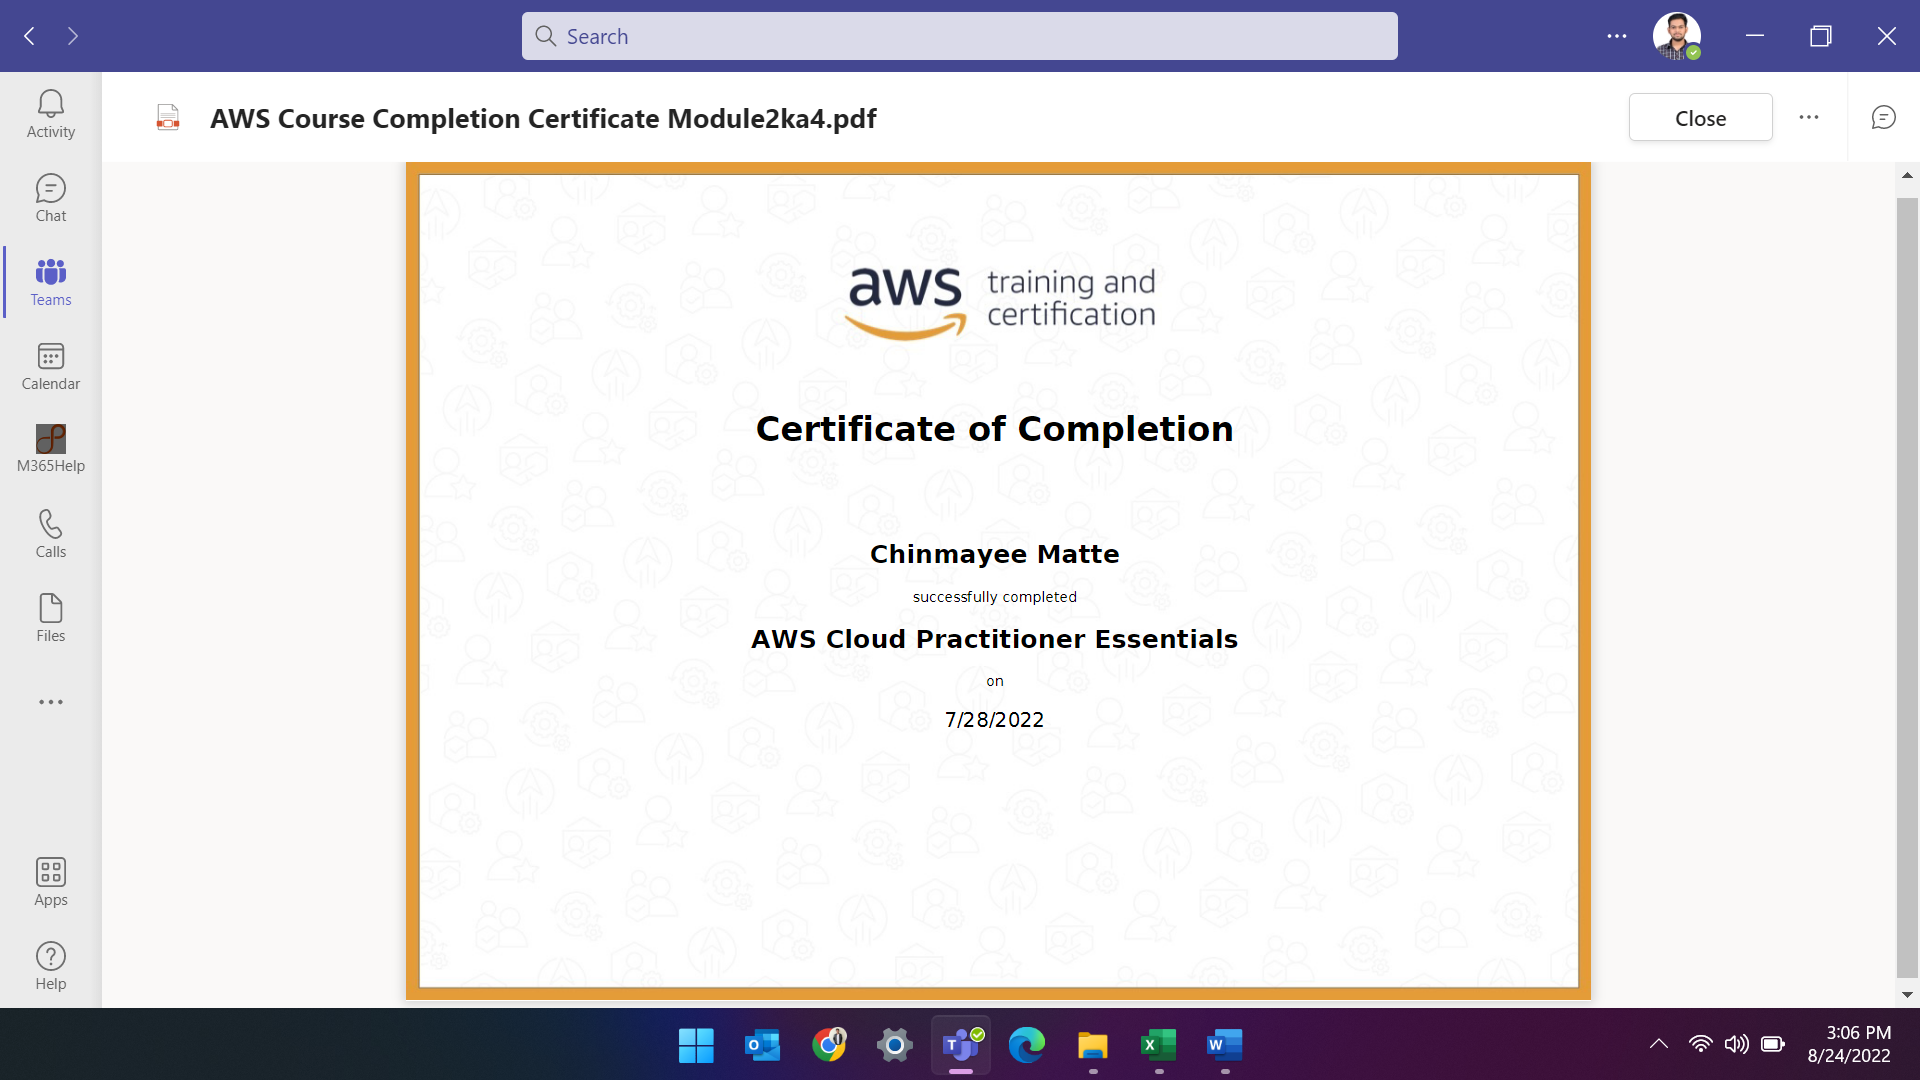 Search
AWS Course Completion Certificate Module2ka4.pdf
Close
Activity
Chat
Teams
Calendar
M365Help
Calls
Files
Apps
Help
aws
training and
certification
Certificate of Completion
Chinmayee Matte
successfully completed
AWS Cloud Practitioner Essentials
on
7/28/2022
3:06 PM
8/24/2022